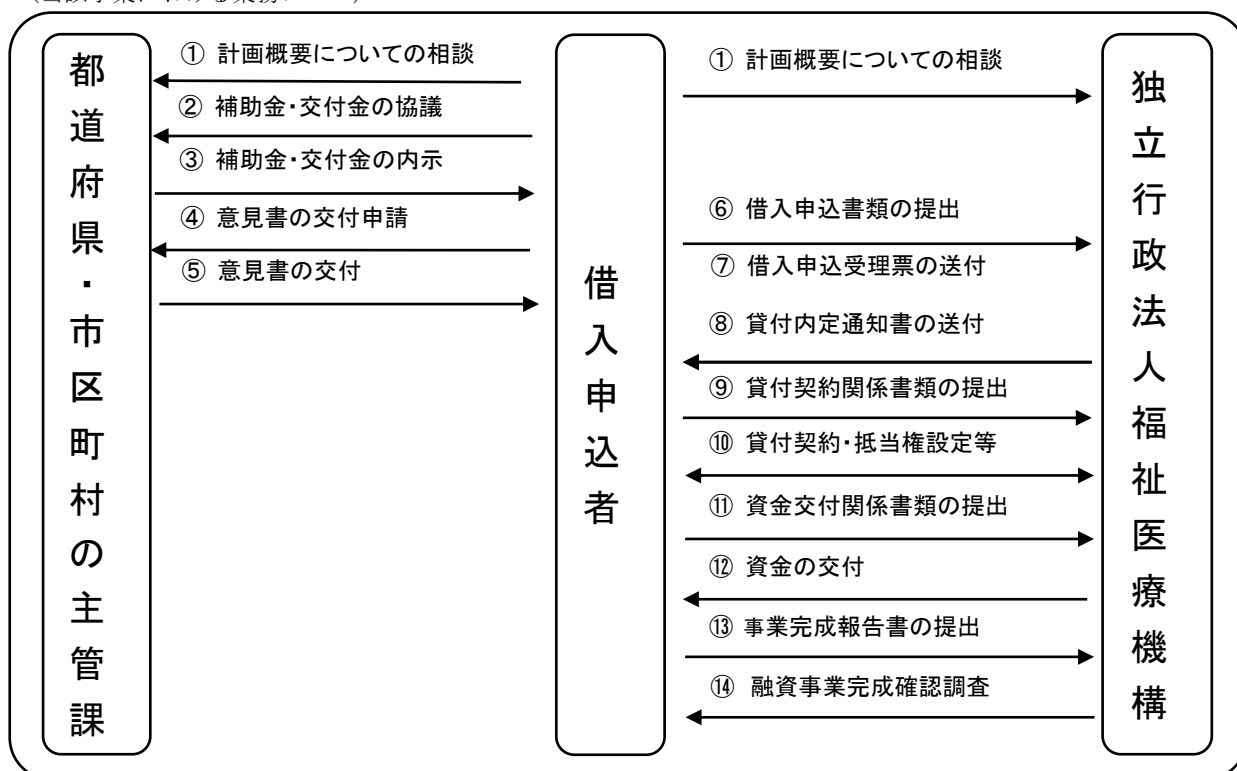 都道府県・市区町村の主管課
① 計画概要についての相談
② 補助金・交付金の協議
③ 補助金・交付金の内示
④ 意見書の交付申請
⑤ 意見書の交付
借入申込者
① 計画概要についての相談
⑥ 借入申込書類の提出
⑦ 借入申込受理票の送付
⑧ 貸付内定通知書の送付
⑨ 貸付契約関係書類の提出
⑩ 貸付契約・抵当権設定等
⑪ 資金交付関係書類の提出
⑫ 資金の交付
⑬ 事業完成報告書の提出
⑭ 融資事業完成確認調査
独立行政法人福祉医療機構